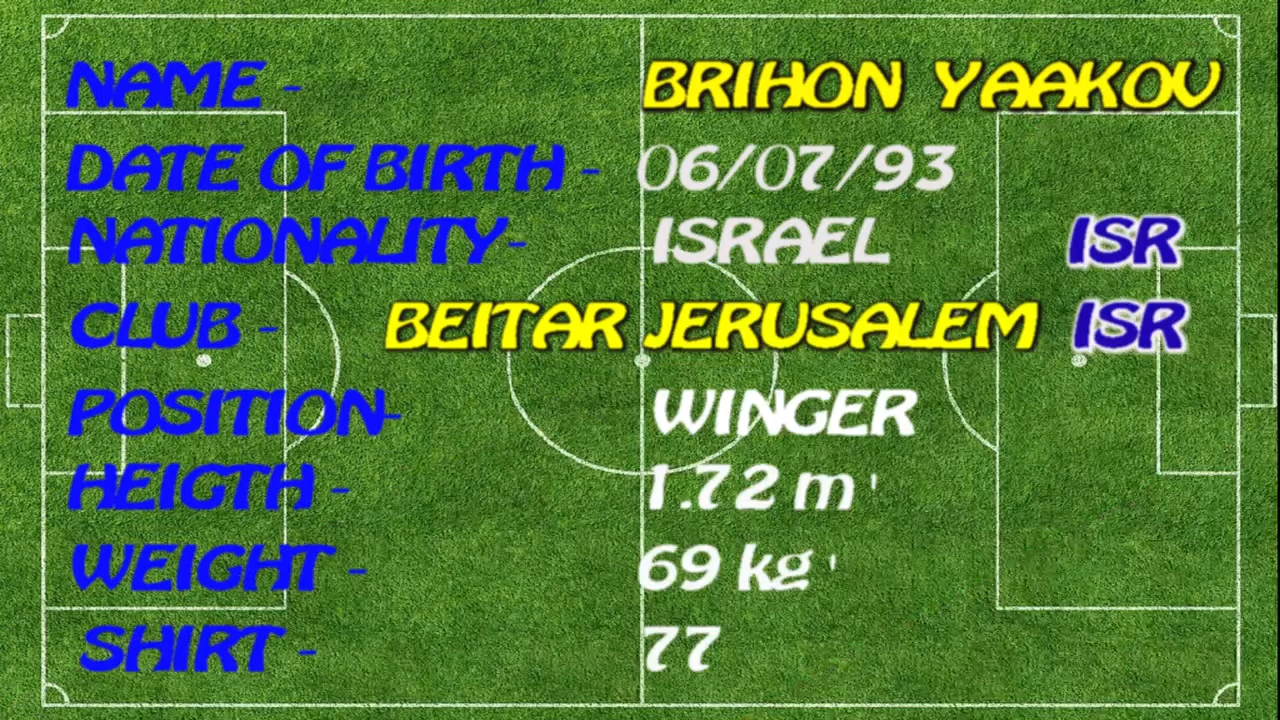 NAME - BRIHON YAAKOV
DATE OF BIRTH - 06/07/93
NATIONALITY- ISRAEL ISR
CLUB - BEITAR JERUSALEM ISR
POSITION- WINGER
HEIGTH - 1.72 m '
WEIGHT - 69 kg '
SHIRT - 77